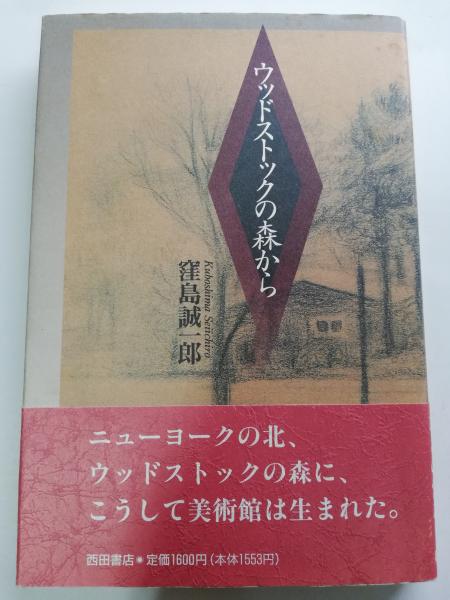 ウッドストックの森から
窪島誠一郎
Kuboshima Seiichiro
ニューヨークの北、
ウッドストックの森に、
こうして美術館は生まれた。
西田書店●定価1600円(本体1553円)